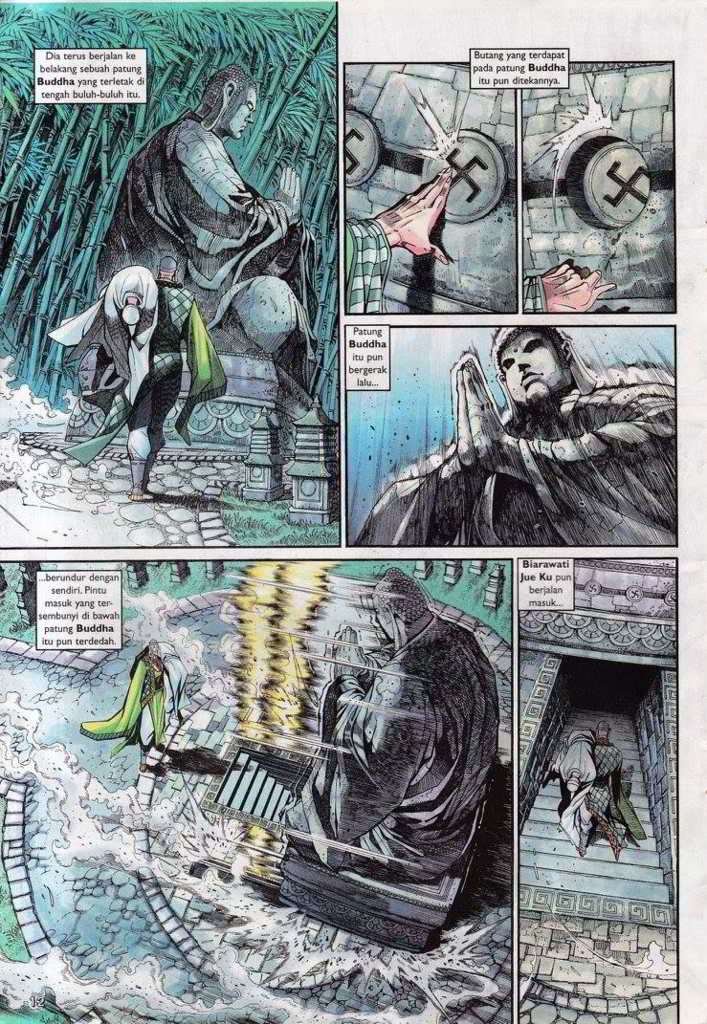 Dia terus berjalan ke
belakang sebuah patung
Buddha yang terletak di
tengah buluh-buluh itu.
Butang yang terdapat
pada patung Buddha
itu pun ditekannya.
Patung
Buddha
itu pun
bergerak
lalu...
...berundur dengan
sendiri. Pintu
masuk yang ter-
sembunyi di bawah
patung Buddha
itu pun terdedah.
Biarawati
Jue Ku pun
berjalan
masuk...
12